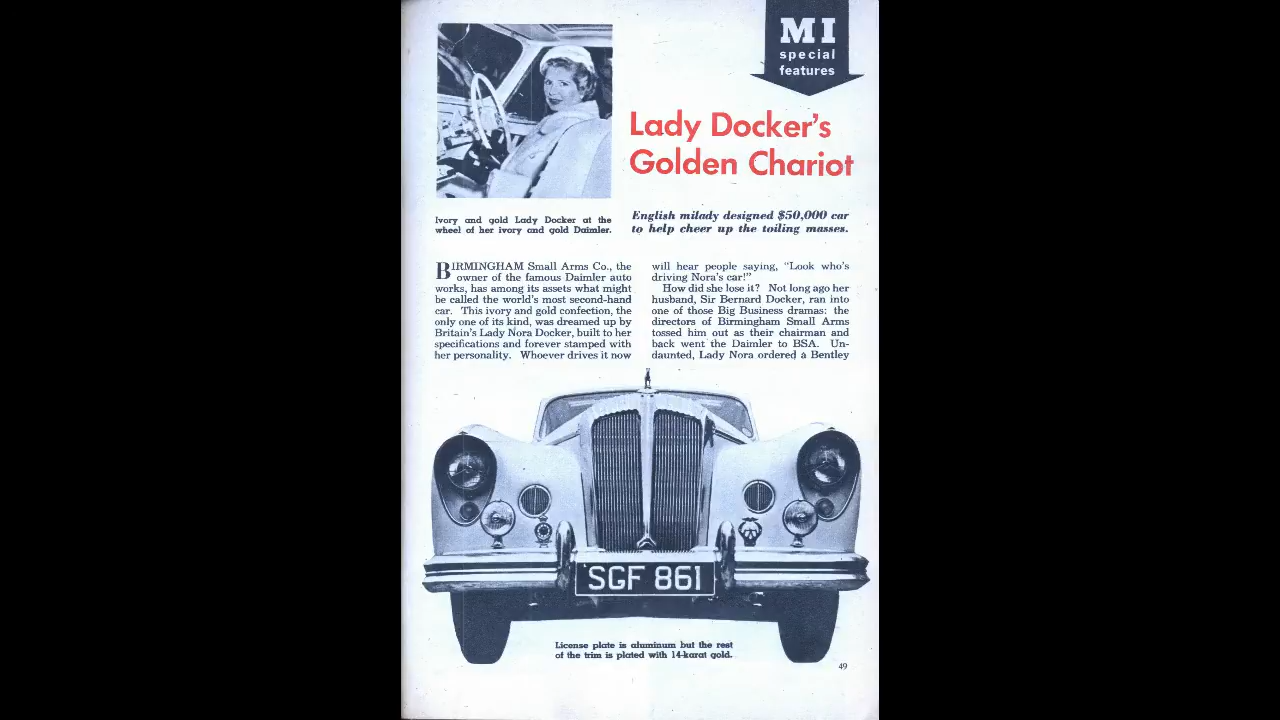 MI
special
features
Lady Docker's
Golden Chariot
Ivory and gold Lady Docker at the
wheel of her ivory and gold Daimler.
English milady designed $50,000 car
to help cheer up the toiling masses.
BIRMINGHAM Small Arms Co., the
owner of the famous Daimler auto
works, has among its assets what might
be called the world's most second-hand
car. This ivory and gold confection, the
only one of its kind, was dreamed up by
Britain's Lady Nora Docker, built to her
specifications and forever stamped with
her personality. Whoever drives it now
will hear people saying, "Look who's
driving Nora's car!"
How did she lose it? Not long ago her
husband, Sir Bernard Docker, ran into
one of those Big Business dramas: the
directors of Birmingham Small Arms
tossed him out as their chairman and
back went the Daimler to BSA. Un-
daunted, Lady Nora ordered a Bentley
SGF 861
License plate is aluminum but the rest
of the trim is plated with 14-karat gold.
49